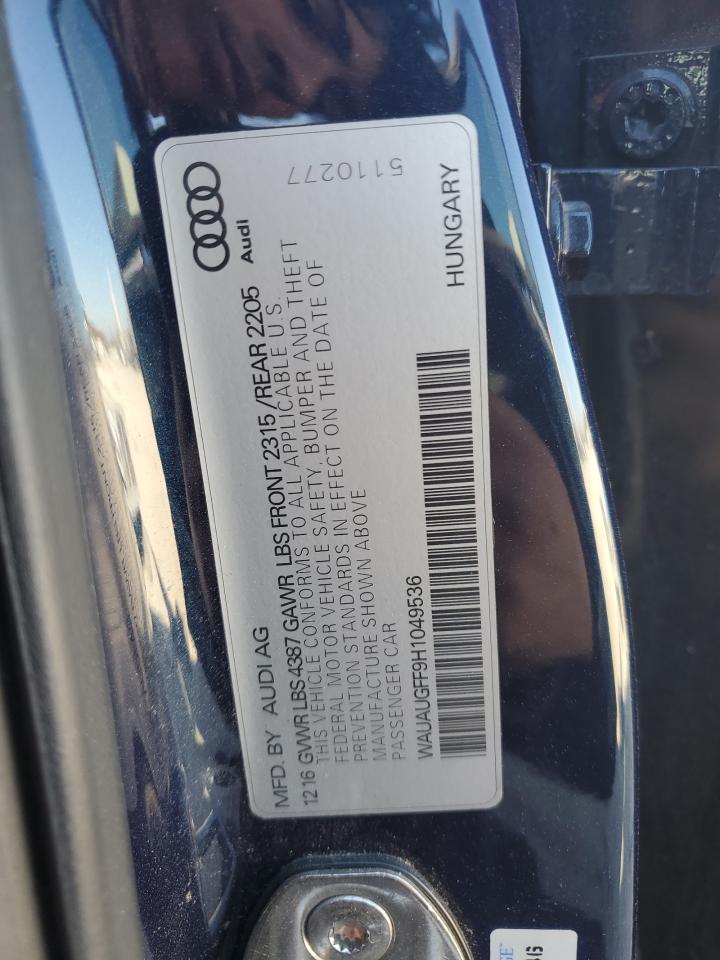 Audi
5110277
MFD. BY AUDI AG
12 16 GVWR LBS 4387 GAWR LBS FRONT 2315 /REAR 2205
THIS VEHICLE CONFORMS TO ALL APPLICABLE U.S.
FEDERAL MOTOR VEHICLE SAFETY, BUMPER AND THEFT
PREVENTION STANDARDS IN EFFECT ON THE DATE OF
MANUFACTURE SHOWN ABOVE
PASSENGER CAR
WAUAUGFF9H1049536
HUNGARY